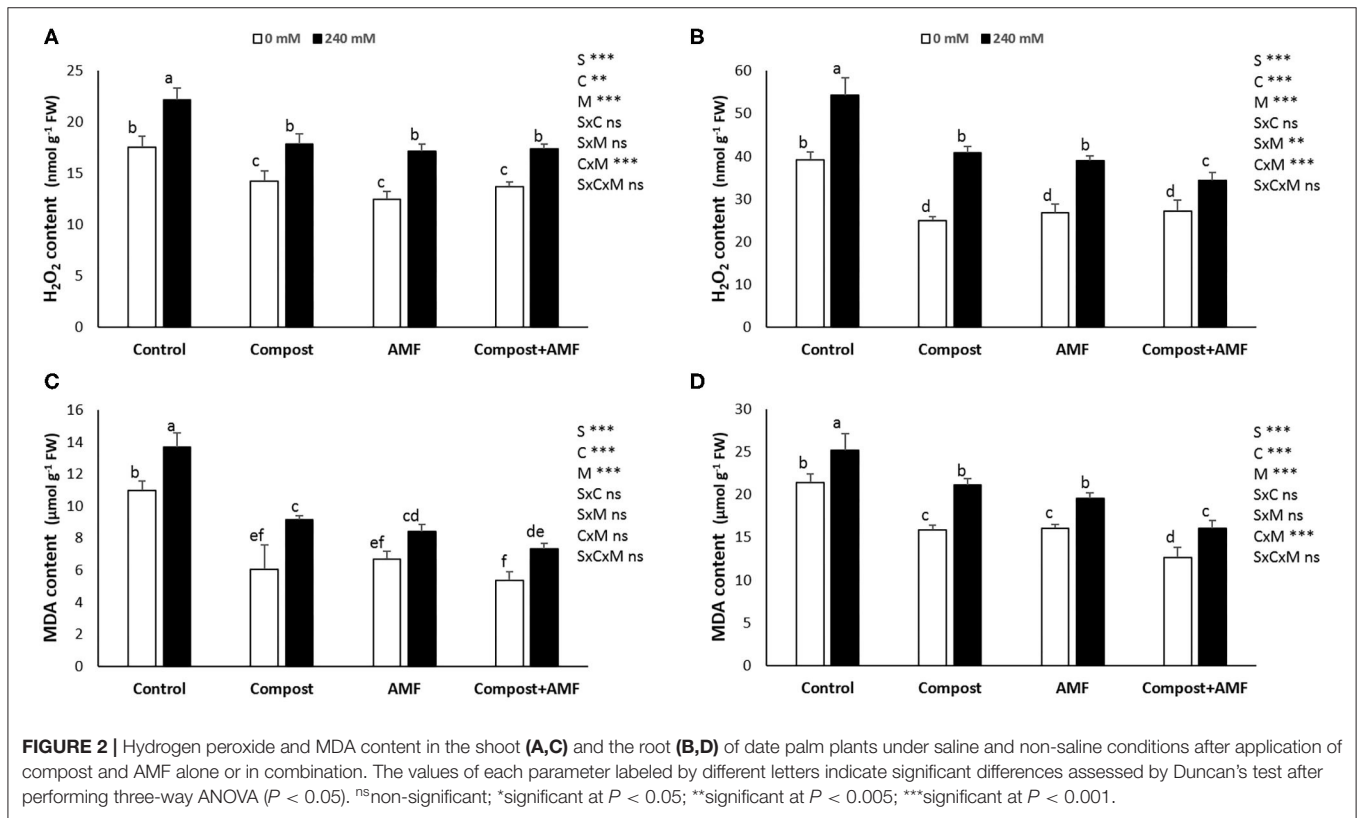 A
0 mM 240 mM
H₂O₂ content (nmol g⁻¹ FW)
25
20
15
10
5
0
b a
c b
c b
c b
Control Compost AMF Compost+AMF
S ***
C **
M ***
SxC ns
SxM ns
CxM ***
SxCxM ns
B
0 mM 240 mM
H₂O₂ content (nmol g⁻¹ FW)
60
50
40
30
20
10
0
b a
d b
d b
d c
Control Compost AMF Compost+AMF
S ***
C ***
M ***
SxC ns
SxM **
CxM ***
SxCxM ns
C
MDA content (µmol g⁻¹ FW)
16
14
12
10
8
6
4
2
0
b a
ef c
ef cd
f de
Control Compost AMF Compost+AMF
S ***
C ***
M ***
SxC ns
SxM ns
CxM ns
SxCxM ns
D
MDA content (µmol g⁻¹ FW)
30
25
20
15
10
5
0
b a
c b
c b
d c
Control Compost AMF Compost+AMF
S ***
C ***
M ***
SxC ns
SxM ns
CxM ***
SxCxM ns
FIGURE 2 | Hydrogen peroxide and MDA content in the shoot (A,C) and the root (B,D) of date palm plants under saline and non-saline conditions after application of
compost and AMF alone or in combination. The values of each parameter labeled by different letters indicate significant differences assessed by Duncan's test after
performing three-way ANOVA (P < 0.05). ⁿˢnon-significant; *significant at P < 0.05; **significant at P < 0.005; ***significant at P < 0.001.